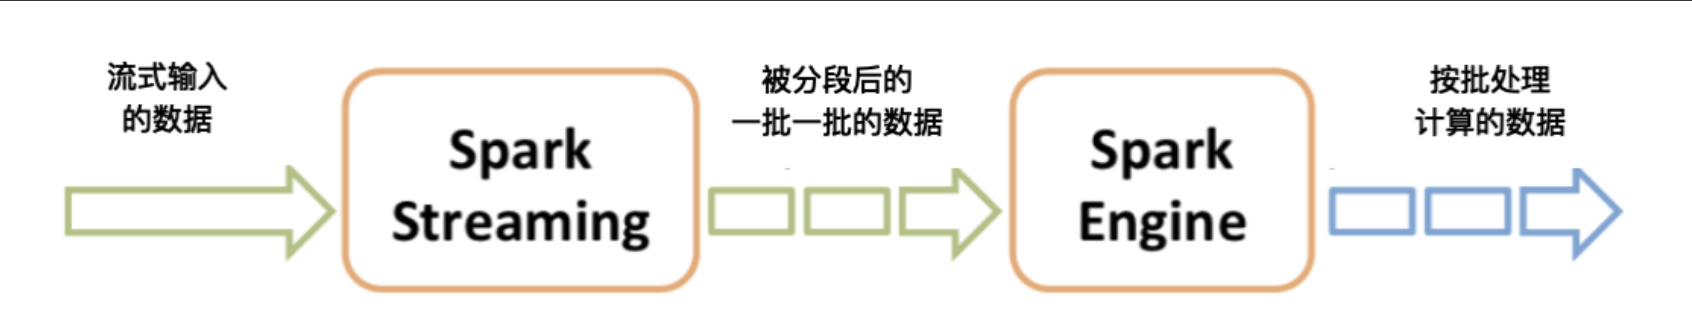 流式输入
的数据
Spark
Streaming
被分段后的
一批一批的数据
Spark
Engine
按批处理
计算的数据